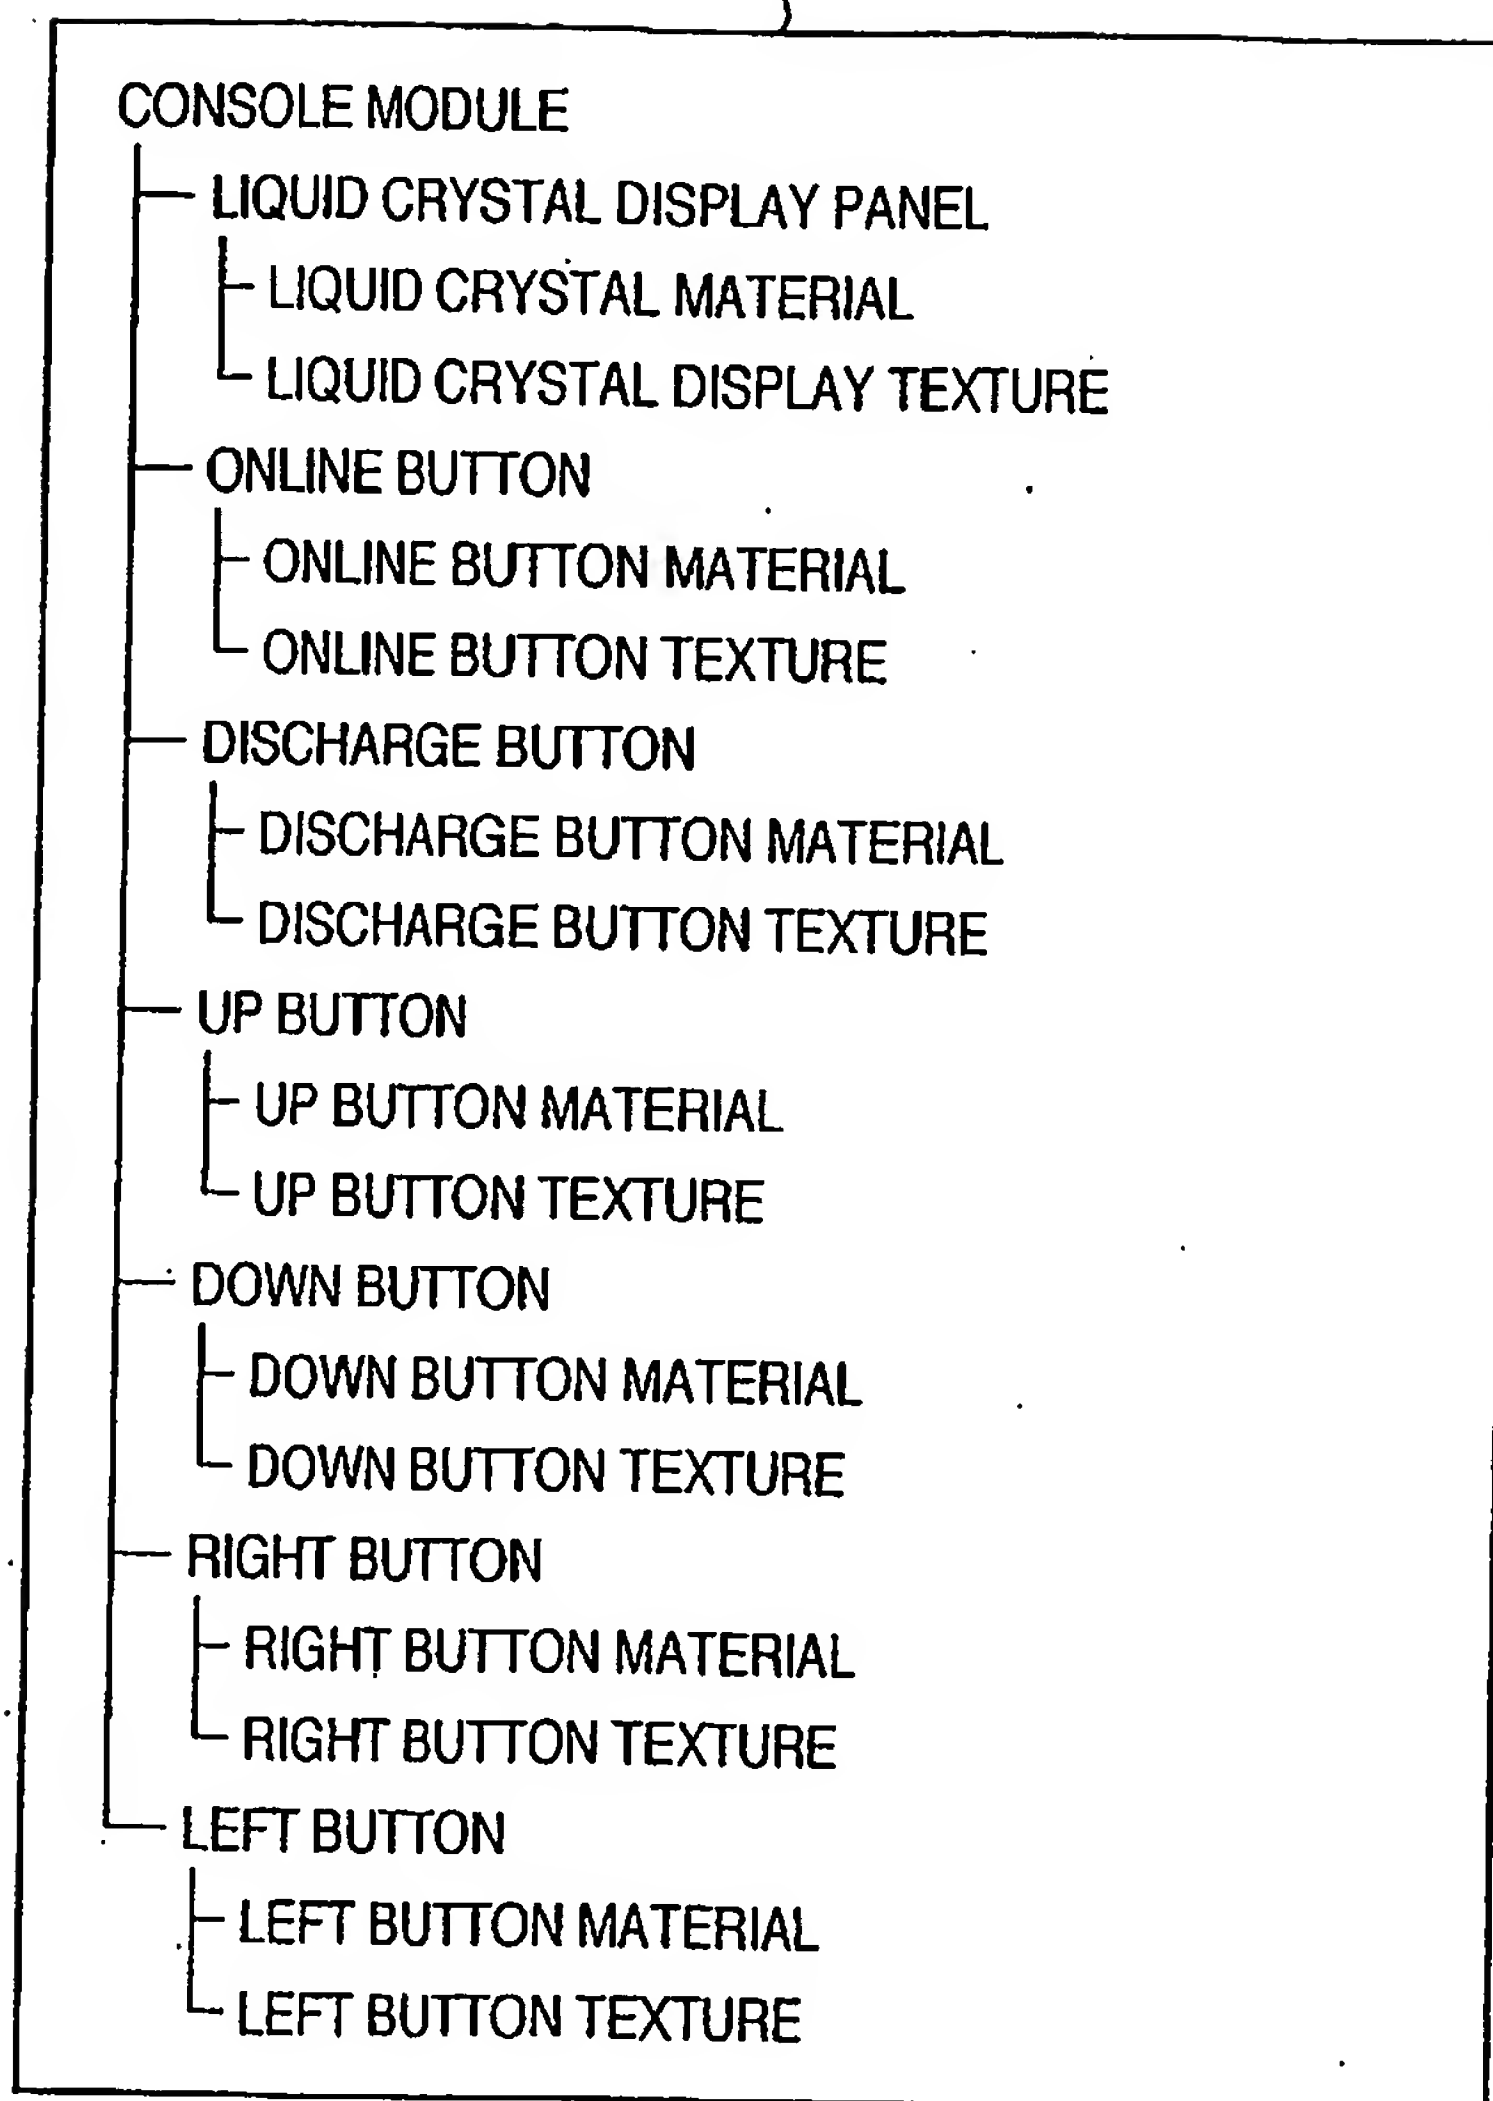 CONSOLE MODULE
LIQUID CRYSTAL DISPLAY PANEL
LIQUID CRYSTAL MATERIAL
LIQUID CRYSTAL DISPLAY TEXTURE
ONLINE BUTTON
ONLINE BUTTON MATERIAL
ONLINE BUTTON TEXTURE
DISCHARGE BUTTON
DISCHARGE BUTTON MATERIAL
DISCHARGE BUTTON TEXTURE
UP BUTTON
UP BUTTON MATERIAL
UP BUTTON TEXTURE
DOWN BUTTON
DOWN BUTTON MATERIAL
DOWN BUTTON TEXTURE
RIGHT BUTTON
RIGHT BUTTON MATERIAL
RIGHT BUTTON TEXTURE
LEFT BUTTON
LEFT BUTTON MATERIAL
LEFT BUTTON TEXTURE